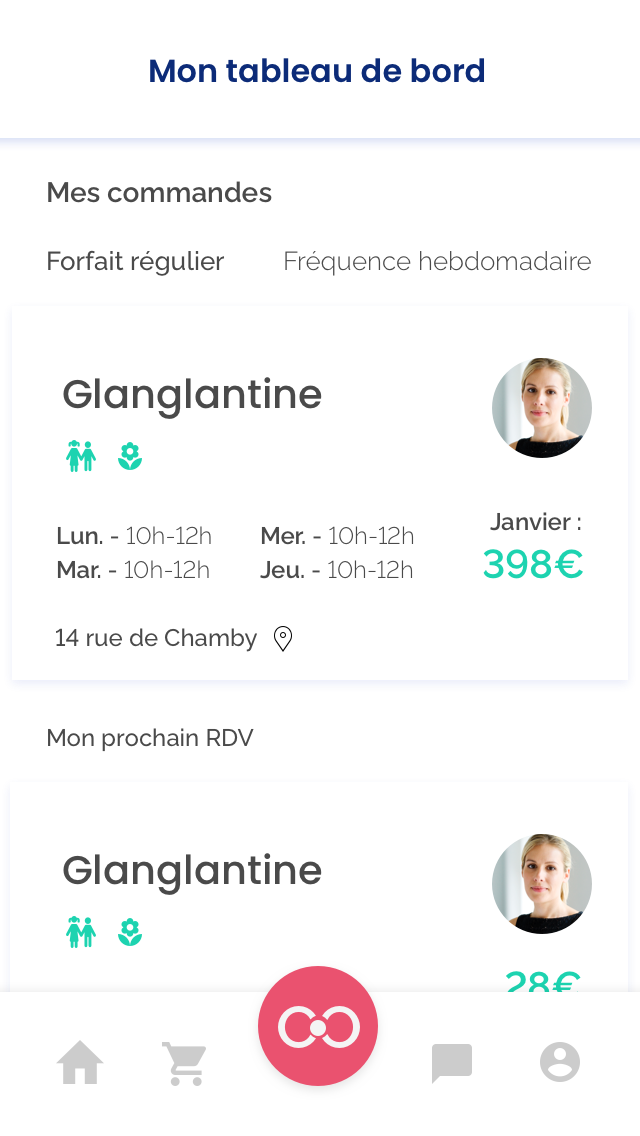 Mon tableau de bord
Mes commandes
Forfait régulier Fréquence hebdomadaire
Glanglantine
Lun. - 10h-12h Mer. - 10h-12h
Mar. - 10h-12h Jeu. - 10h-12h
Janvier :
398€
14 rue de Chamby
Mon prochain RDV
Glanglantine
28€